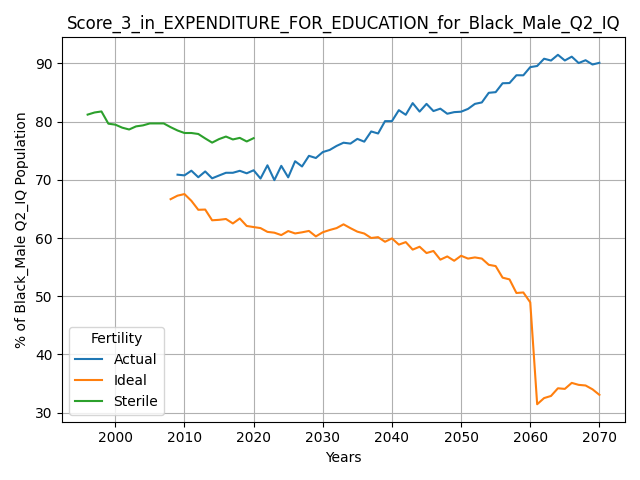 Score_3_in_EXPENDITURE_FOR_EDUCATION_for_Black_Male_Q2_IQ
% of Black_Male Q2_IQ Population
90
80
70
60
50
40
30
Fertility
Actual
Ideal
Sterile
2000 2010 2020 2030 2040 2050 2060 2070
Years